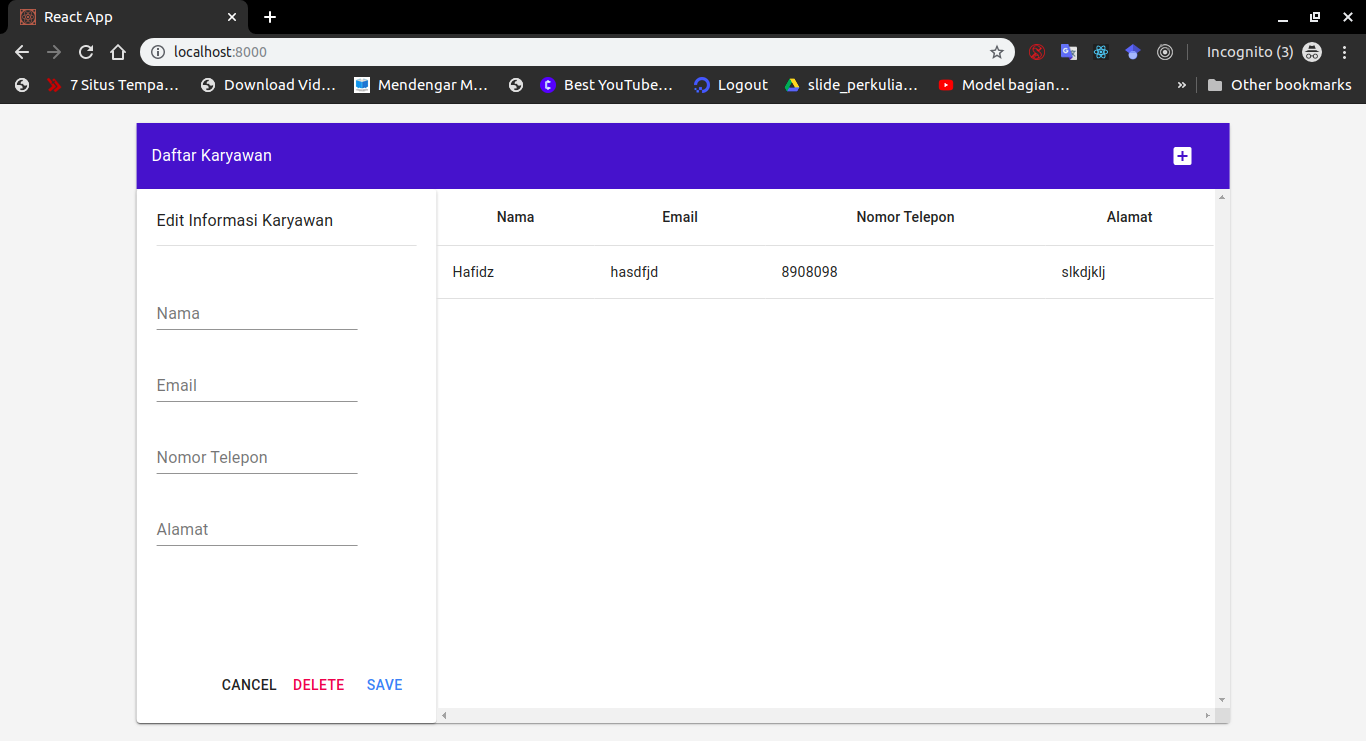 React App
localhost:8000
Incognito (3)
7 Situs Tempa...
Download Vid...
Mendengar M...
Best YouTube...
Logout
slide_perkulia...
Model bagian...
»
Other bookmarks
Daftar Karyawan
Edit Informasi Karyawan
Nama
Email
Nomor Telepon
Alamat
CANCEL DELETE SAVE
Nama Email Nomor Telepon Alamat
Hafidz hasdfjd 8908098 slkdjklj